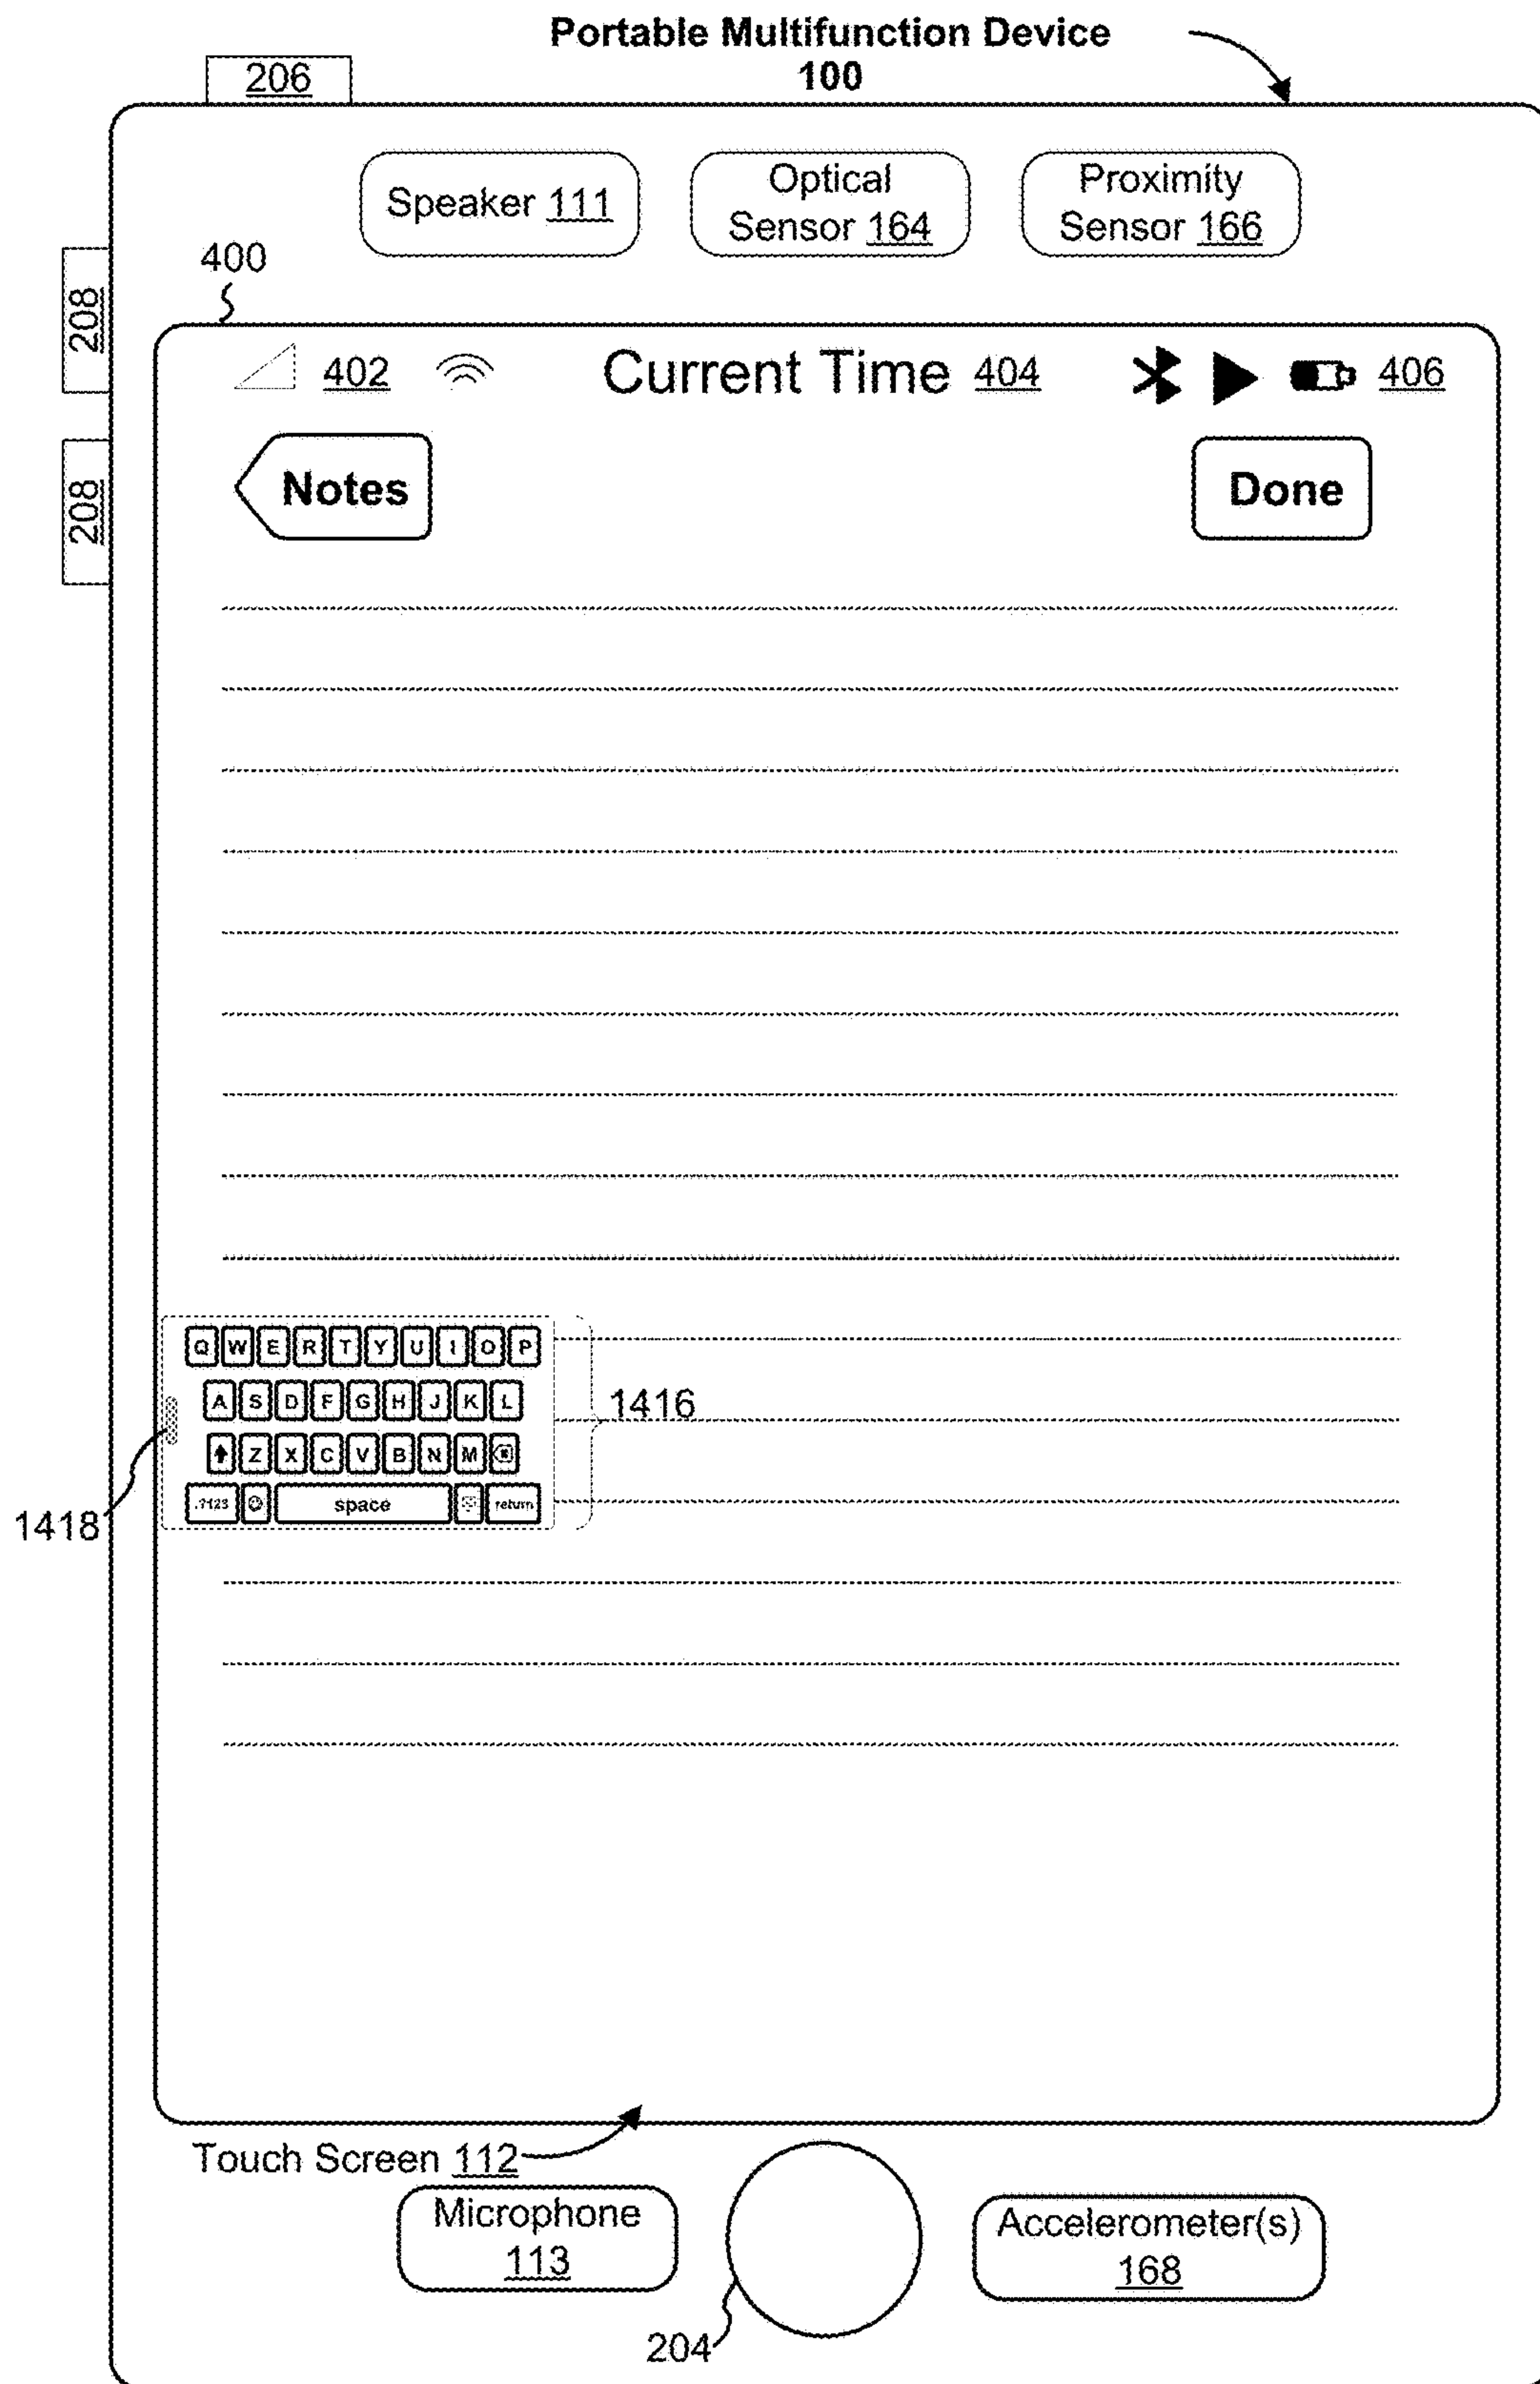 Portable Multifunction Device
100
206
Speaker 111
Optical
Sensor 164
Proximity
Sensor 166
400
208
402
Current Time 404
406
208
Notes
Done
Q W E R T Y U I O P
A S D F G H J K L
1416
Z X C V B N M
.?123 space return
1418
Touch Screen 112
Microphone
113
Accelerometer(s)
168
204